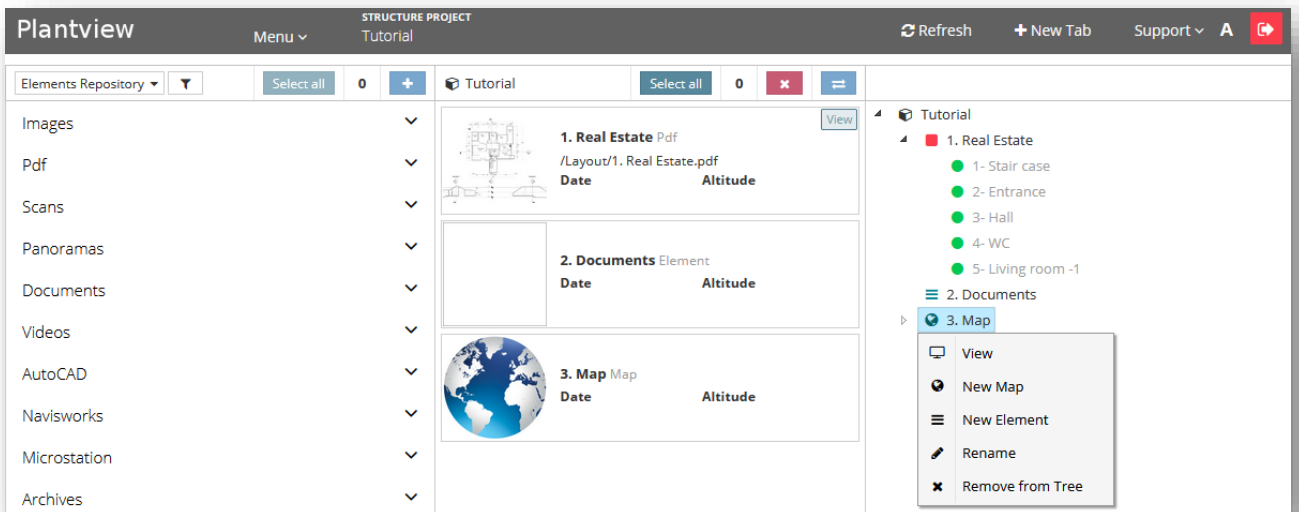 Plantview
Menu
STRUCTURE PROJECT
Tutorial
Refresh
+ New Tab
Support
A
Elements Repository
Select all
0
Tutorial
Select all
0
Images
Pdf
Scans
Panoramas
Documents
Videos
AutoCAD
Navisworks
Microstation
Archives
View
1. Real Estate Pdf
/Layout/1. Real Estate.pdf
Date Altitude
2. Documents Element
Date Altitude
3. Map Map
Date Altitude
Tutorial
1. Real Estate
1- Stair case
2- Entrance
3- Hall
4- WC
5- Living room -1
2. Documents
3. Map
View
New Map
New Element
Rename
Remove from Tree